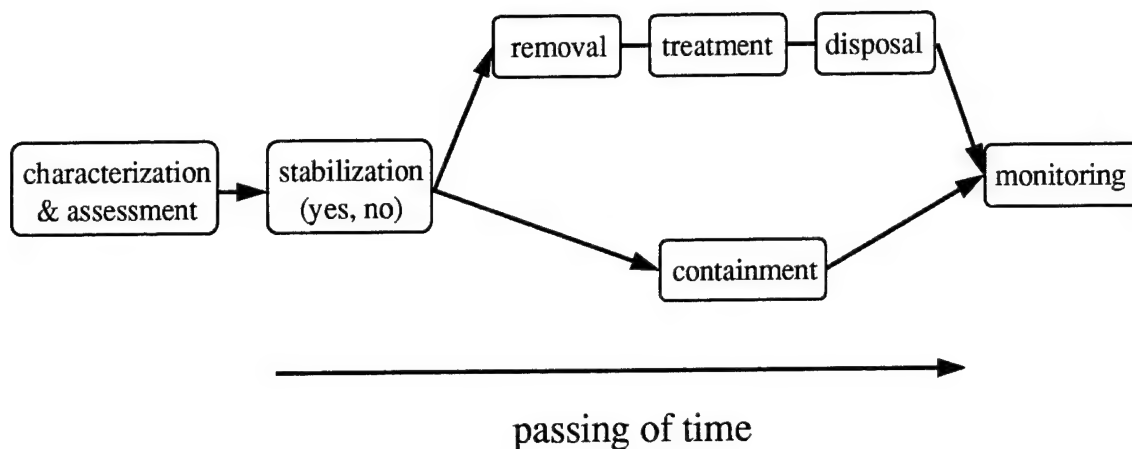 removal
treatment
disposal
characterization
& assessment
stabilization
(yes, no)
monitoring
containment
passing of time